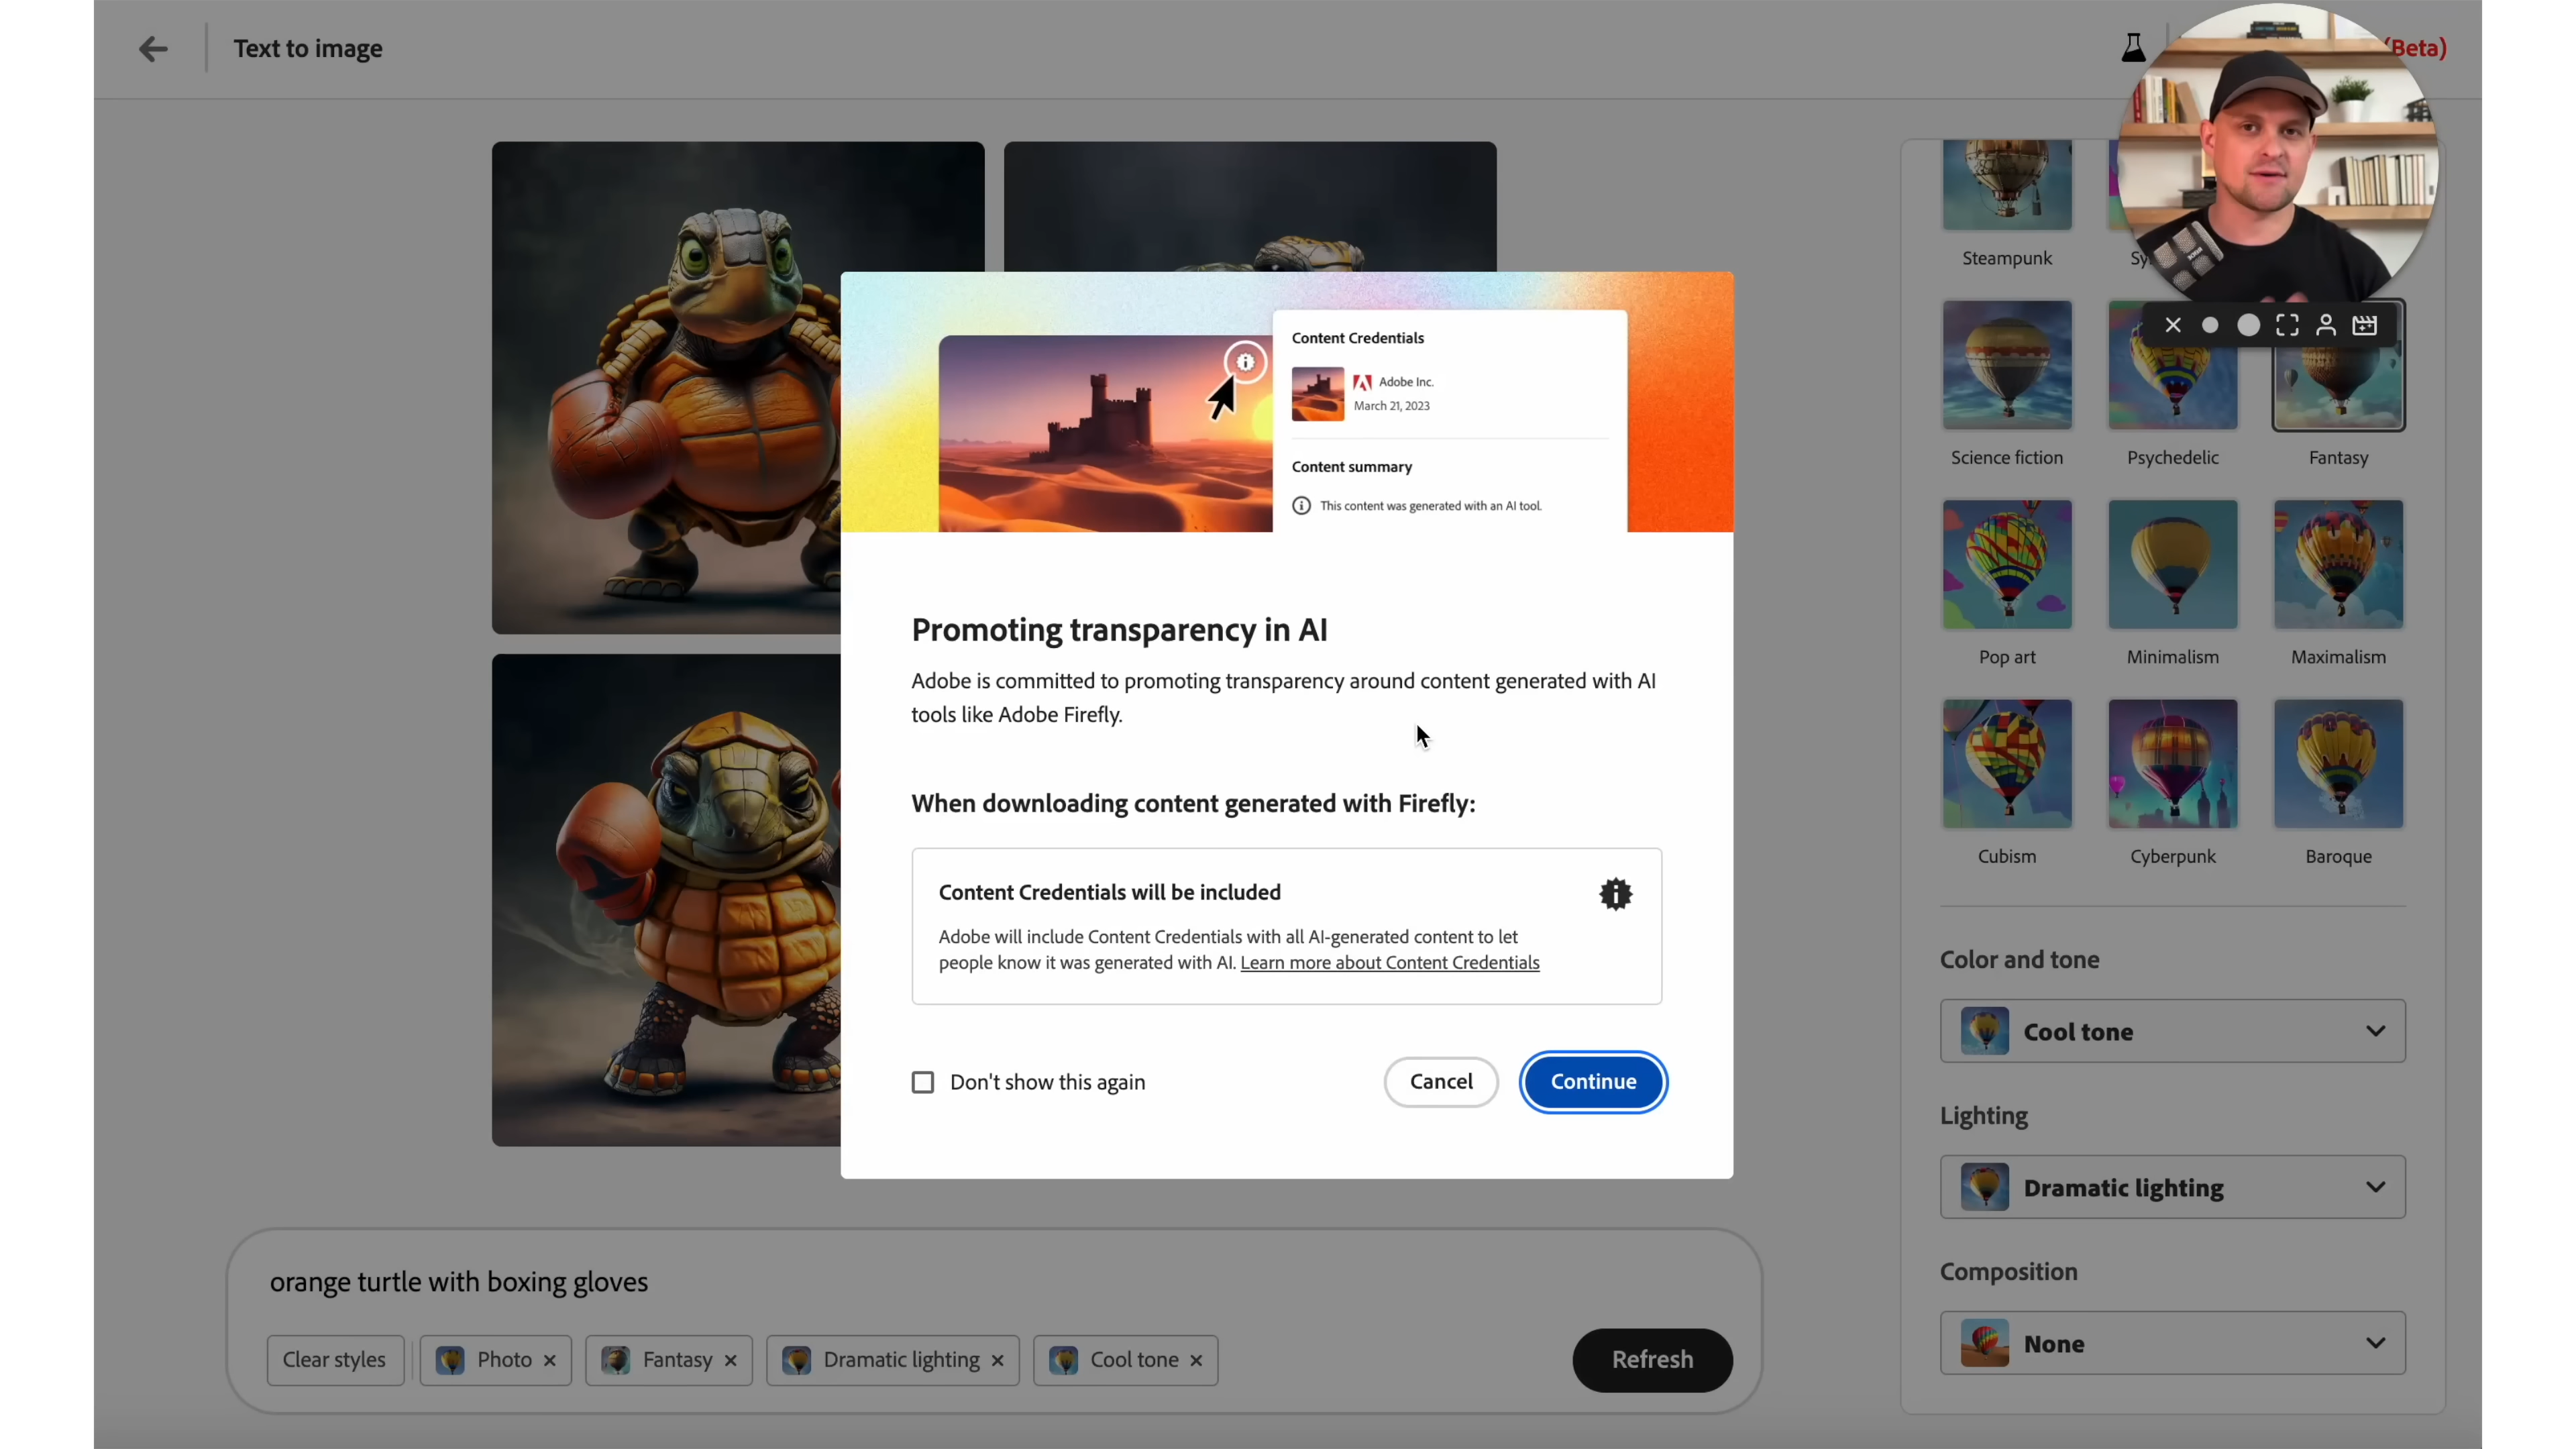 Text to image
(Beta)
Steampunk
Science fiction
Psychedelic
Fantasy
Pop art
Minimalism
Maximalism
Cubism
Cyberpunk
Baroque
Content Credentials
Adobe Inc.
March 21, 2023
Content summary
This content was generated with an AI tool.
Promoting transparency in AI
Adobe is committed to promoting transparency around content generated with AI
tools like Adobe Firefly.
When downloading content generated with Firefly:
Content Credentials will be included
Adobe will include Content Credentials with all AI-generated content to let
people know it was generated with AI. Learn more about Content Credentials
Don't show this again
Cancel
Continue
Color and tone
Cool tone
Lighting
Dramatic lighting
Composition
None
orange turtle with boxing gloves
Clear styles
Photo
Fantasy
Dramatic lighting
Cool tone
Refresh